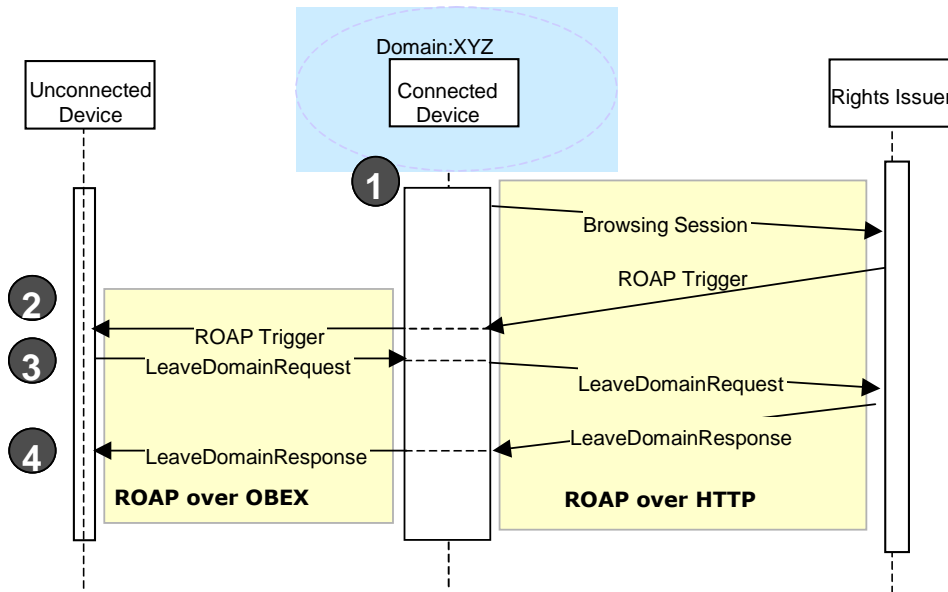 Domain:XYZ
Unconnected
Device
Connected
Device
Rights Issuer
1
Browsing Session
ROAP Trigger
2
ROAP Trigger
3
LeaveDomainRequest
LeaveDomainRequest
LeaveDomainResponse
4
LeaveDomainResponse
ROAP over OBEX
ROAP over HTTP